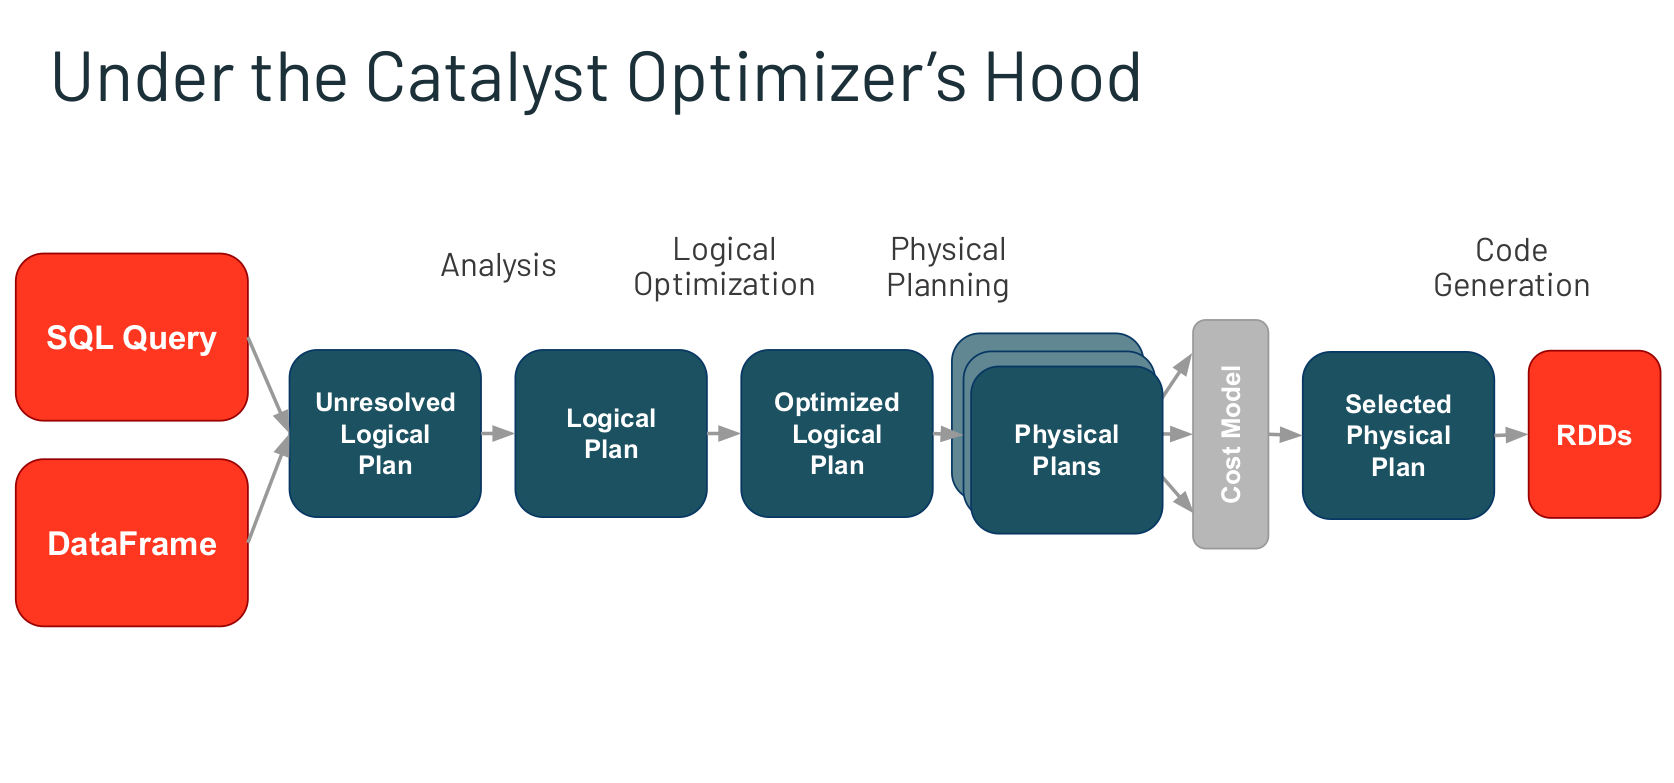 Under the Catalyst Optimizer’s Hood
Analysis
Logical
Optimization
Physical
Planning
Code
Generation
SQL Query
DataFrame
Unresolved
Logical
Plan
Logical
Plan
Optimized
Logical
Plan
Physical
Plans
Cost Model
Selected
Physical
Plan
RDDs